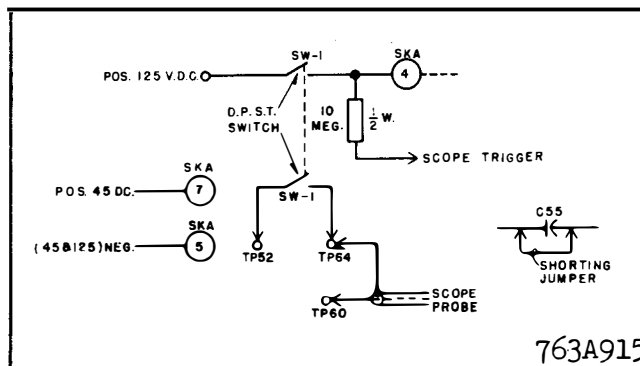 SW-1
SKA
POS. 125 V.D.C.
4
D.P.S.T.
SWITCH
10
MEG.
1/2 W.
SCOPE TRIGGER
SKA
POS. 45 DC.
7
SW-1
SKA
(45&125) NEG.
5
TP52
TP64
C55
SHORTING
JUMPER
SCOPE
PROBE
TP60
763A915